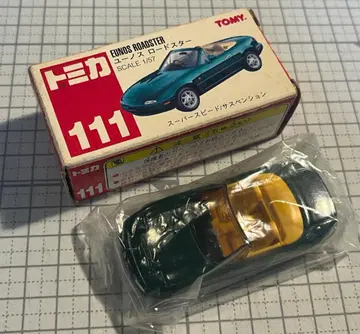 トミカ
EUNOS ROADSTER
ユーノス ロードスター
SCALE 1/57
TOMY
111
スーパースピード/サスペンション
トミカ
111